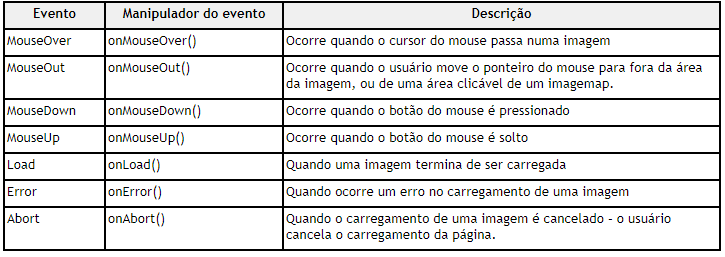 Evento Manipulador do evento Descrição
MouseOver onMouseOver() Ocorre quando o cursor do mouse passa numa imagem
MouseOut onMouseOut() Ocorre quando o usuário move o ponteiro do mouse para fora da área
da imagem, ou de uma área clicável de um imagemap.
MouseDown onMouseDown() Ocorre quando o botão do mouse é pressionado
MouseUp onMouseUp() Ocorre quando o botão do mouse é solto
Load onLoad() Quando uma imagem termina de ser carregada
Error onError() Quando ocorre um erro no carregamento de uma imagem
Abort onAbort() Quando o carregamento de uma imagem é cancelado - o usuário
cancela o carregamento da página.